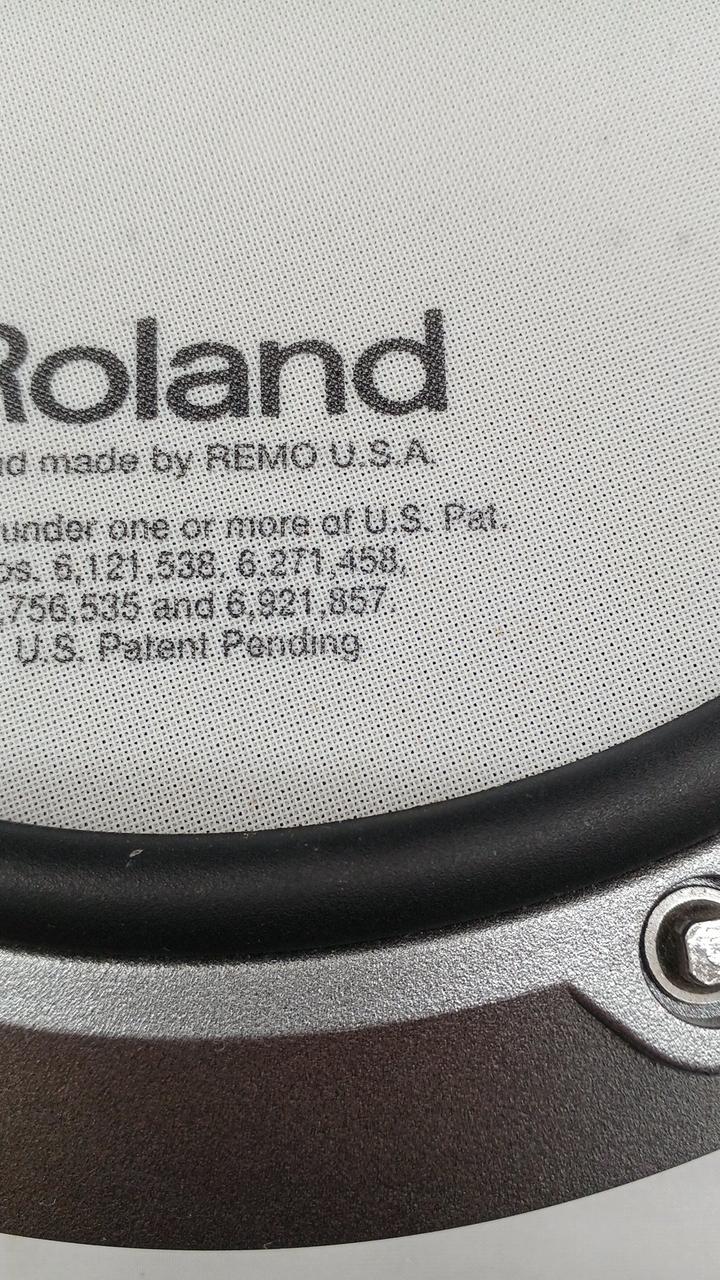 Roland
d made by REMO U.S.A.
under one or more of U.S. Pat.
os. 6,121,538, 6,271,458,
,756,535 and 6,921,857.
U.S. Patent Pending